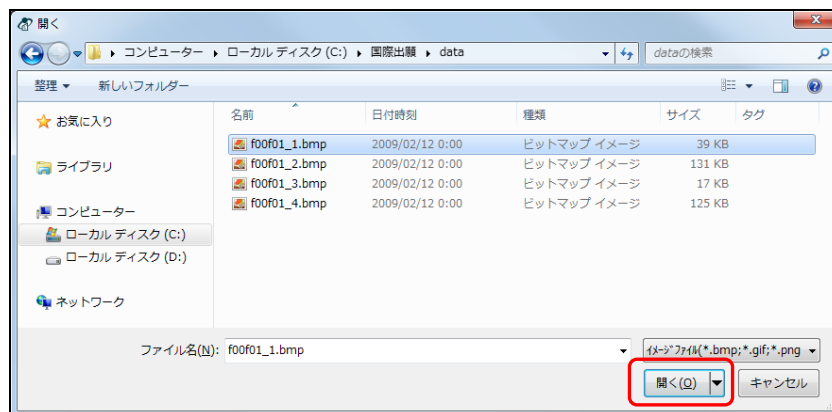 開く
コンピューター ▸ ローカル ディスク (C:) ▸ 国際出願 ▸ data dataの検索
整理 新しいフォルダー
お気に入り
ライブラリ
コンピューター
ローカル ディスク (C:)
ローカル ディスク (D:)
ネットワーク
名前 日付時刻 種類 サイズ タグ
f00f01_1.bmp 2009/02/12 0:00 ビットマップ イメージ 39 KB
f00f01_2.bmp 2009/02/12 0:00 ビットマップ イメージ 131 KB
f00f01_3.bmp 2009/02/12 0:00 ビットマップ イメージ 17 KB
f00f01_4.bmp 2009/02/12 0:00 ビットマップ イメージ 125 KB
ファイル名(N): f00f01_1.bmp ｲﾒｰｼﾞﾌｧｲﾙ(*.bmp;*.gif;*.png
開く(O) キャンセル